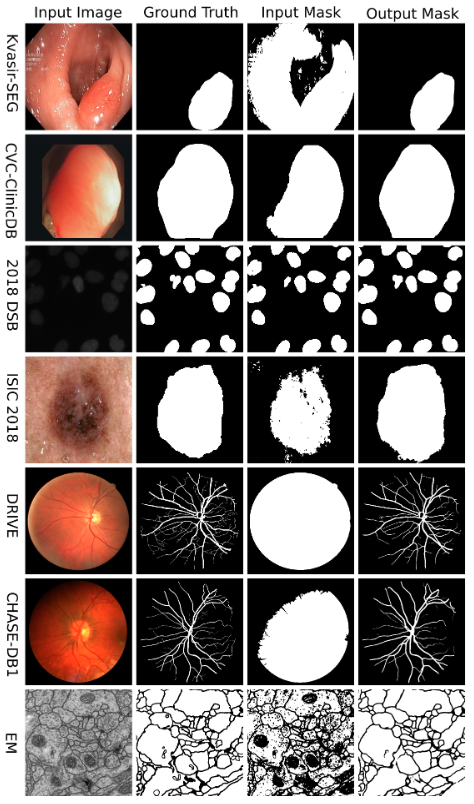 Input Image Ground Truth Input Mask Output Mask
Kvasir-SEG
CVC-ClinicDB
2018 DSB
ISIC 2018
DRIVE
CHASE-DB1
EM